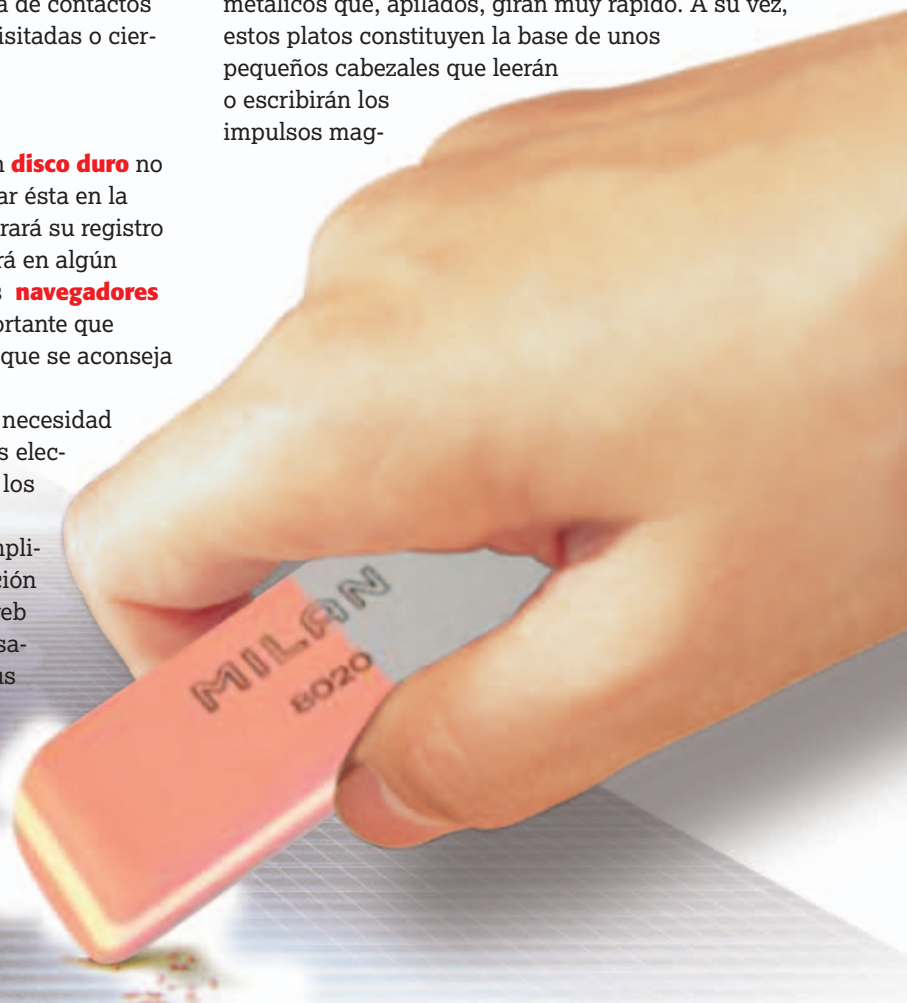 a de contactos
isitadas o cier-
n disco duro no
ar ésta en la
rará su registro
rá en algún
s navegadores
ortante que
que se aconseja
necesidad
s elec-
los
mpli-
ción
eb
sa-
us
metálicos que, apilados, giran muy rápido. A su vez,
estos platos constituyen la base de unos
pequeños cabezales que leerán
o escribirán los
impulsos mag-
MILAN
8020